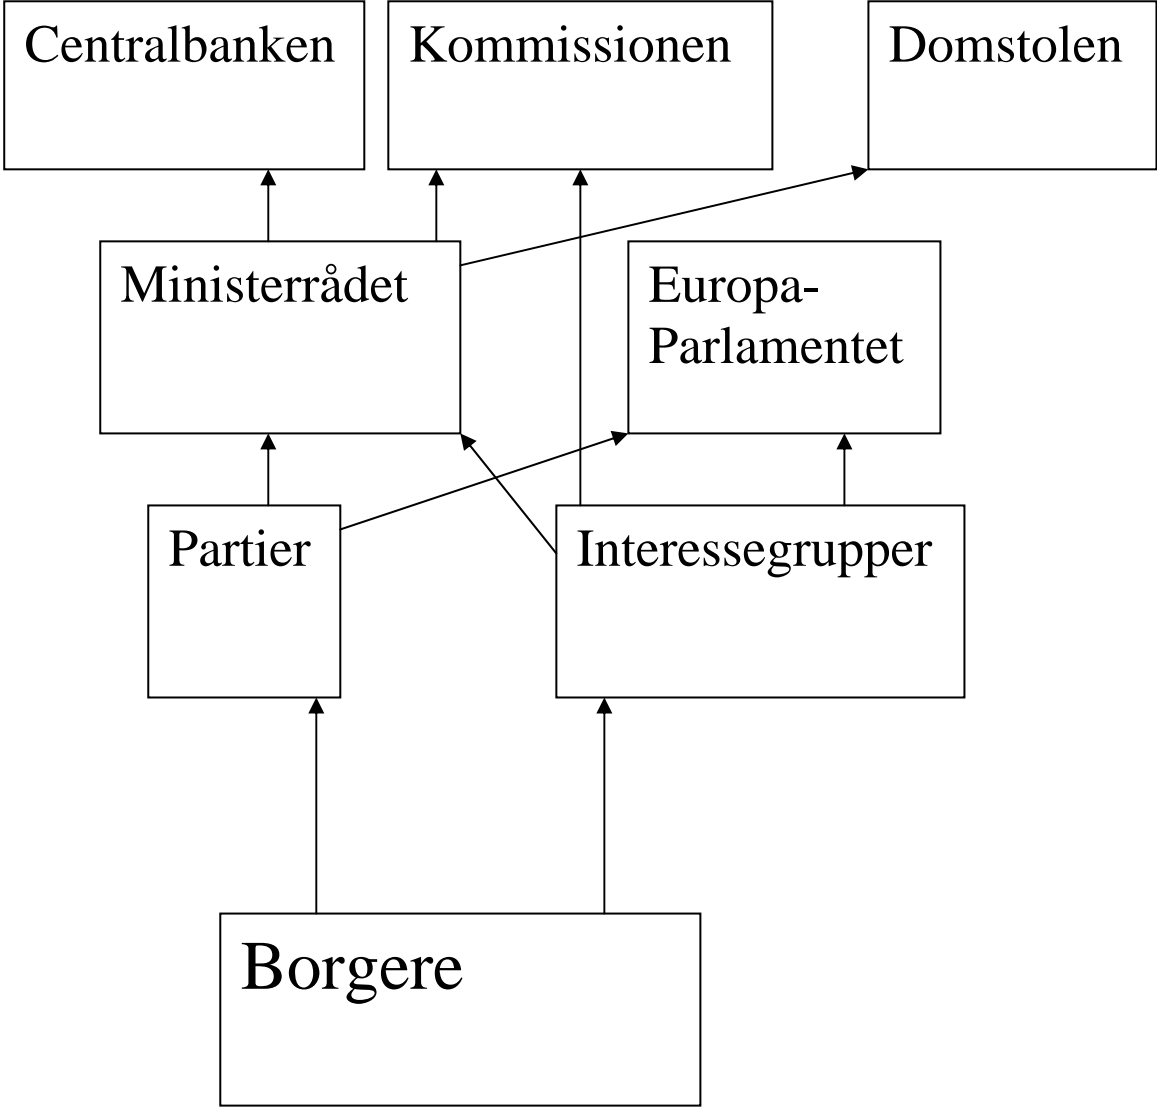 Centralbanken
Kommissionen
Domstolen
Ministerrådet
Europa-
Parlamentet
Partier
Interessegrupper
Borgere